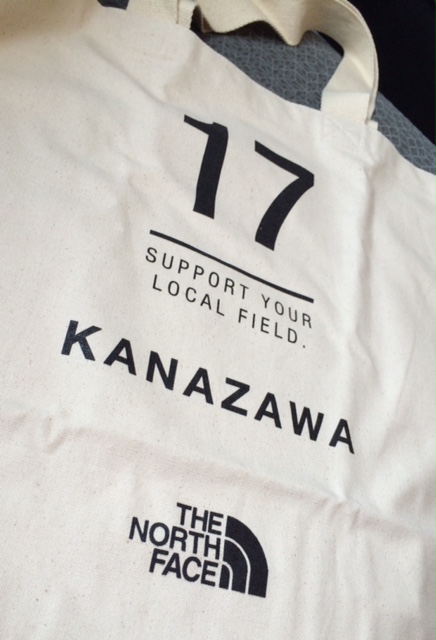 17
SUPPORT YOUR
LOCAL FIELD.
KANAZAWA
THE
NORTH
FACE